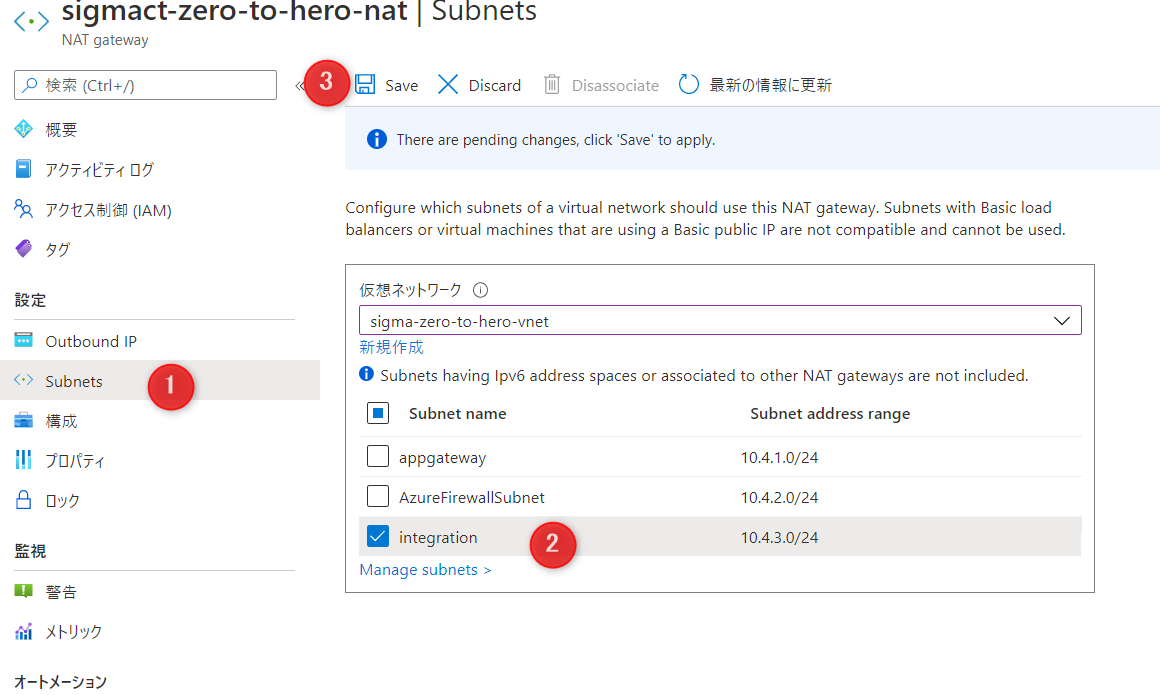 sigmact-zero-to-hero-nat | Subnets
NAT gateway
検索 (Ctrl+/)
«
概要
アクティビティ ログ
アクセス制御 (IAM)
タグ
設定
Outbound IP
Subnets
1
構成
プロパティ
ロック
監視
警告
メトリック
オートメーション
3
Save
Discard
Disassociate
最新の情報に更新
There are pending changes, click 'Save' to apply.
Configure which subnets of a virtual network should use this NAT gateway. Subnets with Basic load
balancers or virtual machines that are using a Basic public IP are not compatible and cannot be used.
仮想ネットワーク
sigma-zero-to-hero-vnet
新規作成
Subnets having Ipv6 address spaces or associated to other NAT gateways are not included.
Subnet name Subnet address range
appgateway 10.4.1.0/24
AzureFirewallSubnet 10.4.2.0/24
integration 2 10.4.3.0/24
Manage subnets >